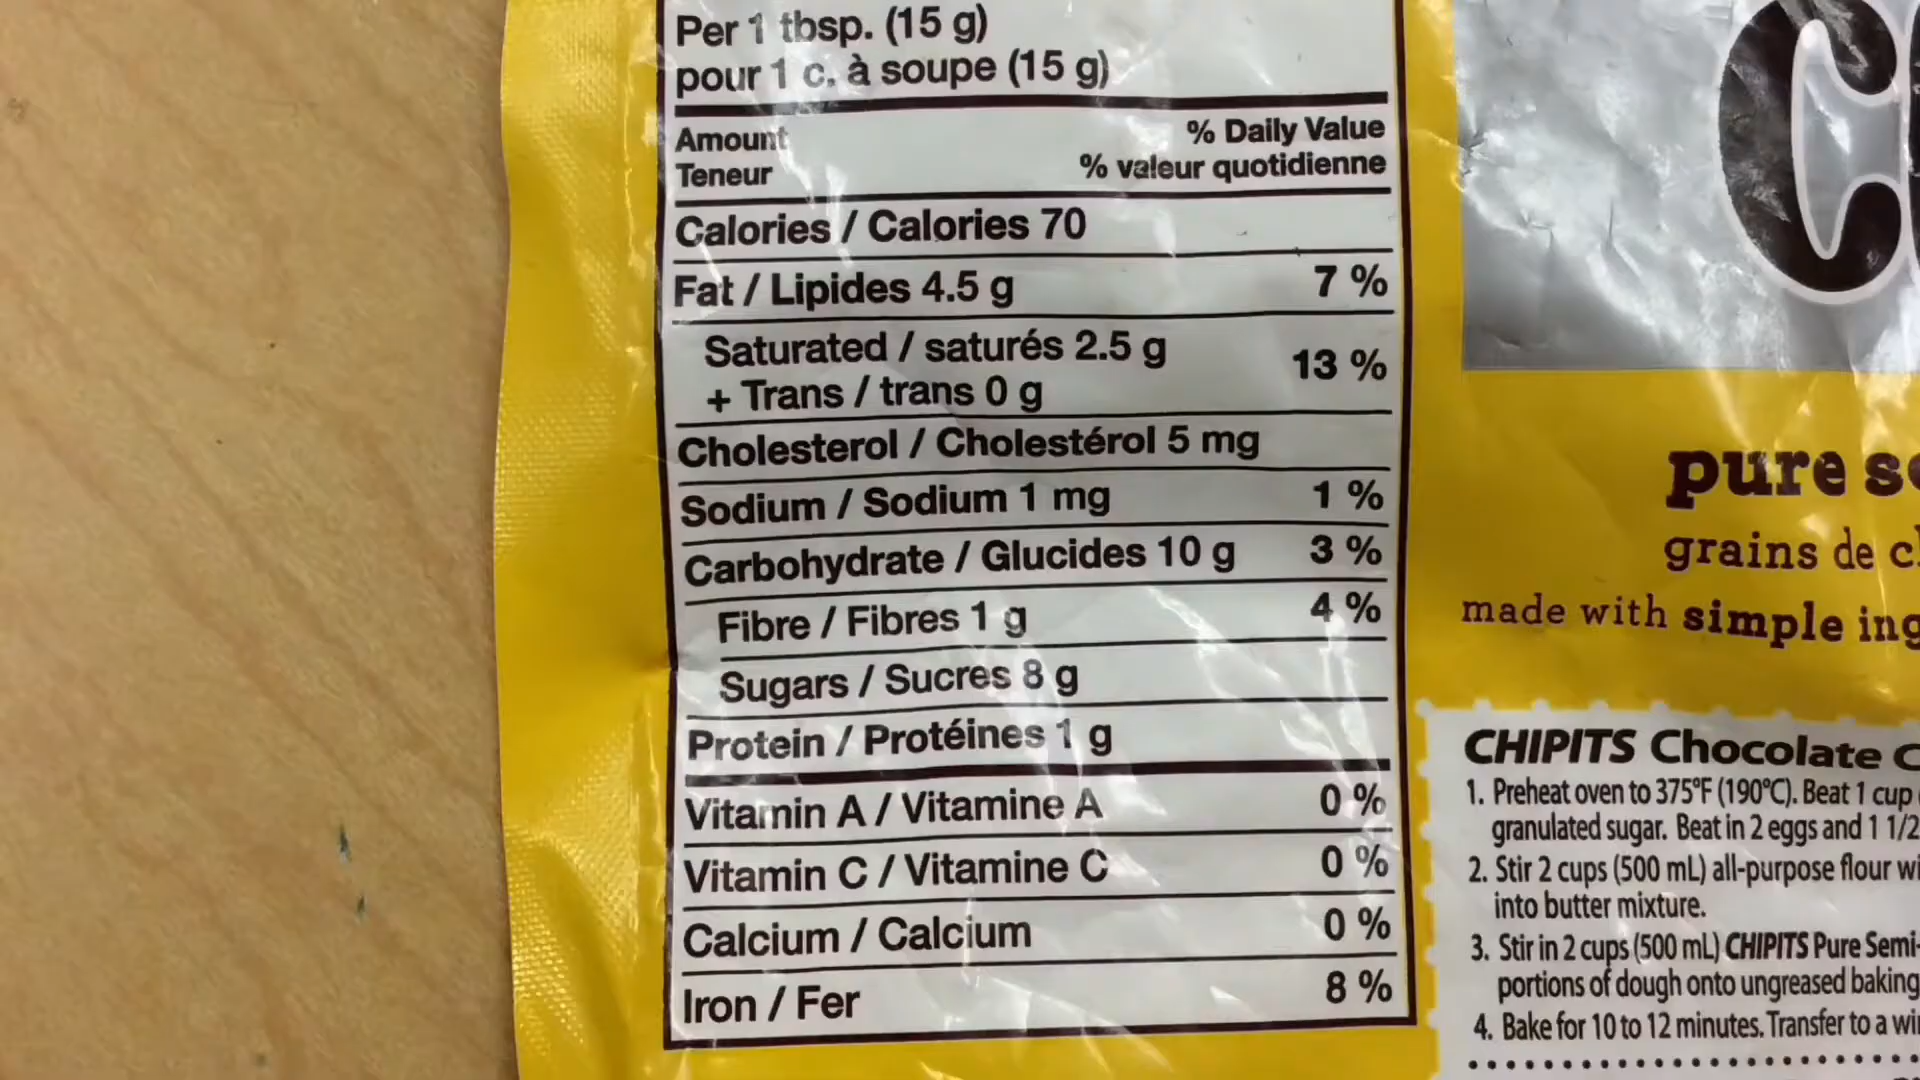 Per 1 tbsp. (15 g)
pour 1 c. à soupe (15 g)
Amount
Teneur
% Daily Value
% valeur quotidienne
Calories / Calories 70
Fat / Lipides 4.5 g 7 %
Saturated / saturés 2.5 g
+ Trans / trans 0 g
13 %
Cholesterol / Cholestérol 5 mg
Sodium / Sodium 1 mg 1 %
Carbohydrate / Glucides 10 g 3 %
Fibre / Fibres 1 g 4 %
Sugars / Sucres 8 g
Protein / Protéines 1 g
Vitamin A / Vitamine A 0 %
Vitamin C / Vitamine C 0 %
Calcium / Calcium 0 %
Iron / Fer 8 %
C
pure
grains de
made with simple
CHIPITS Chocolate
1. Preheat oven to 375°F (190°C). Beat 1 cup
granulated sugar. Beat in 2 eggs and 1 1/2
2. Stir 2 cups (500 mL) all-purpose flour
into butter mixture.
3. Stir in 2 cups (500 mL) CHIPITS Pure Semi-
portions of dough onto ungreased baking
4. Bake for 10 to 12 minutes. Transfer to a